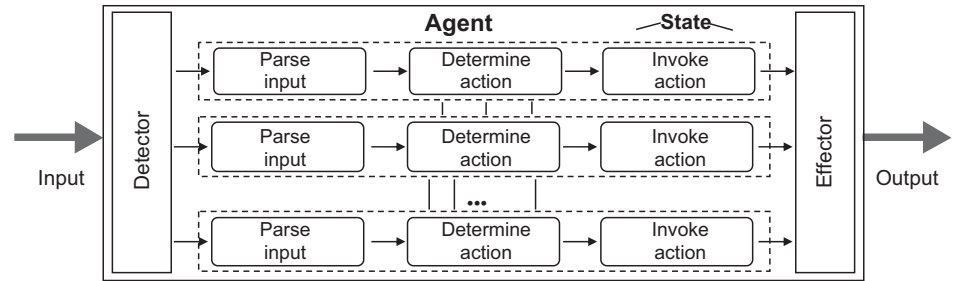 Agent
State
Parse
input
Determine
action
Invoke
action
Parse
input
Determine
action
Invoke
action
Parse
input
Determine
action
Invoke
action
...
Detector
Effector
Input
Output